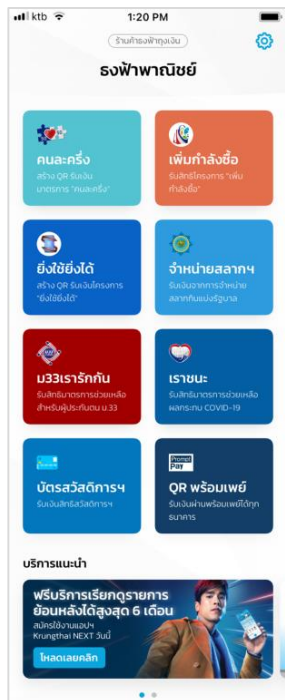 ktb
1:20 PM
ร้านค้าธงฟ้าถุงเงิน
ธงฟ้าพาณิชย์
คนละครึ่ง
สร้าง QR รับเงิน
มาตรการ "คนละครึ่ง"
เพิ่มกำลังซื้อ
รับสิทธิโครงการ "เพิ่ม
กำลังซื้อ"
ยิ่งใช้ยิ่งได้
สร้าง QR รับเงินโครงการ
"ยิ่งใช้ยิ่งได้"
จำหน่ายสลากฯ
รับเงินจากการจำหน่าย
สลากกินแบ่งรัฐบาล
ม33เรารักกัน
รับสิทธิมาตรการช่วยเหลือ
สำหรับผู้ประกันตน ม.33
เราชนะ
รับสิทธิมาตรการช่วยเหลือ
ผลกระทบ COVID-19
บัตรสวัสดิการฯ
รับเงินสิทธิสวัสดิการฯ
Prompt
Pay
QR พร้อมเพย์
รับเงินผ่านพร้อมเพย์ได้ทุก
ธนาคาร
บริการแนะนำ
ฟรีบริการเรียกดูรายการ
ย้อนหลังได้สูงสุด 6 เดือน
สมัครใช้งานแอปฯ
Krungthai NEXT วันนี้
โหลดเลยคลิก